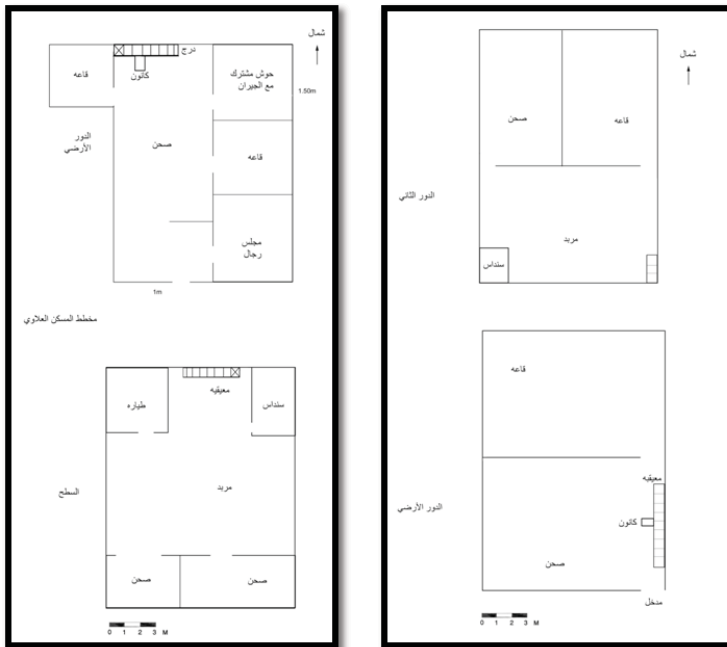 شمال
درج
قاعه
كانون
حوش مشترك
مع الجيران
1.50m
الدور
الأرضي
صحن
قاعه
مجلس
رجال
1m
مخطط المسكن العلاوي
معيقيبه
طياره
سنداس
مربد
السطح
صحن
صحن
0 1 2 3 M
شمال
صحن
قاعه
الدور الثاني
مربد
سنداس
قاعه
معيقيبه
كانون
الدور الأرضي
صحن
مدخل
0 1 2 3 M